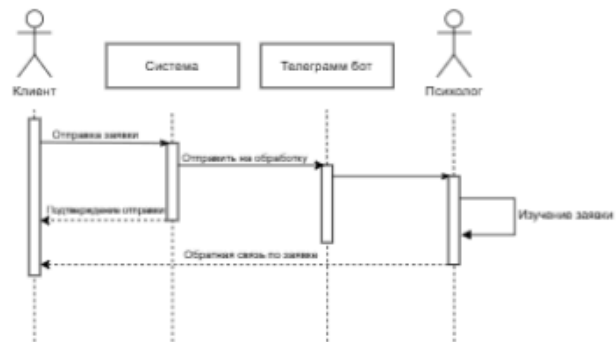 Клиент
Система
Телеграмм бот
Психолог
Отправка заявки
Отправить на обработку
Подтверждение отправки
Изучение заявки
Обратная связь по заявке